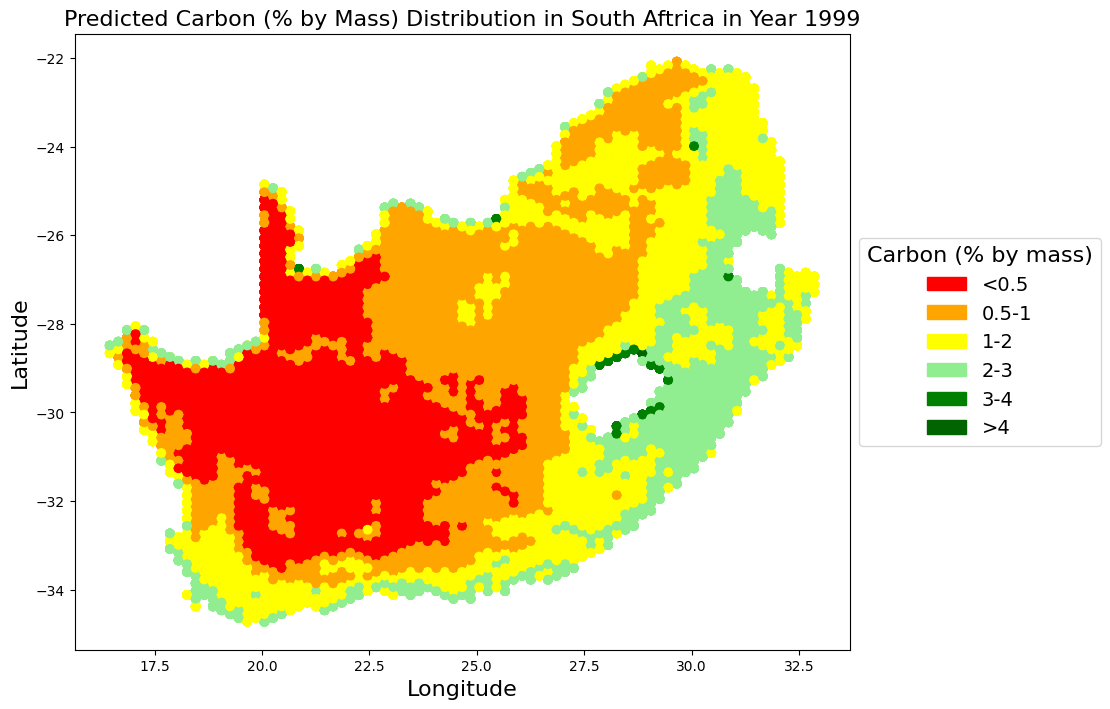 Predicted Carbon (% by Mass) Distribution in South Aftrica in Year 1999
−22
−24
−26
−28
−30
−32
−34
Latitude
17.5 20.0 22.5 25.0 27.5 30.0 32.5
Longitude
Carbon (% by mass)
<0.5
0.5-1
1-2
2-3
3-4
>4